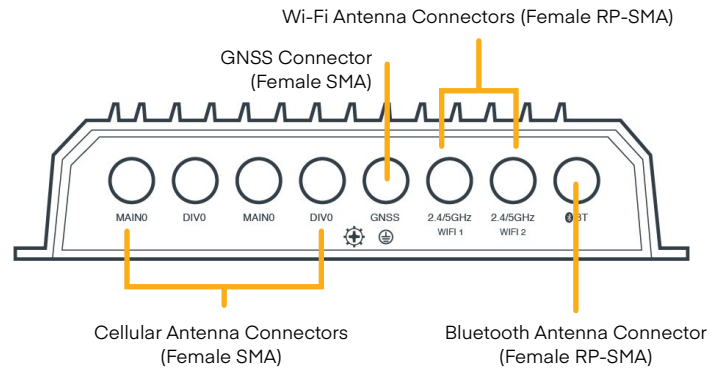 Wi-Fi Antenna Connectors (Female RP-SMA)
GNSS Connector
(Female SMA)
MAIN0 DIV0 MAIN0 DIV0 GNSS 2.4/5GHz 2.4/5GHz BT
WIFI 1 WIFI 2
Cellular Antenna Connectors
(Female SMA)
Bluetooth Antenna Connector
(Female RP-SMA)